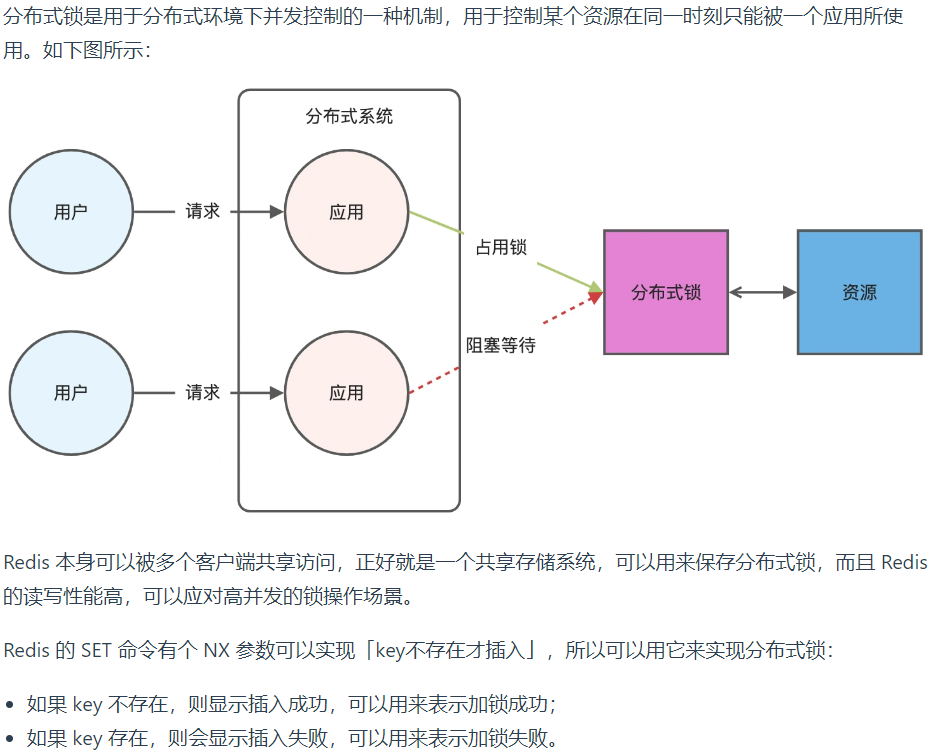 分布式锁是用于分布式环境下并发控制的一种机制，用于控制某个资源在同一时刻只能被一个应用所使
用。如下图所示：
分布式系统
用户
请求
应用
占用锁
分布式锁
资源
阻塞等待
用户
请求
应用
Redis 本身可以被多个客户端共享访问，正好就是一个共享存储系统，可以用来保存分布式锁，而且 Redis
的读写性能高，可以应对高并发的锁操作场景。
Redis 的 SET 命令有个 NX 参数可以实现「key不存在才插入」，所以可以用它来实现分布式锁：
• 如果 key 不存在，则显示插入成功，可以用来表示加锁成功；
• 如果 key 存在，则会显示插入失败，可以用来表示加锁失败。